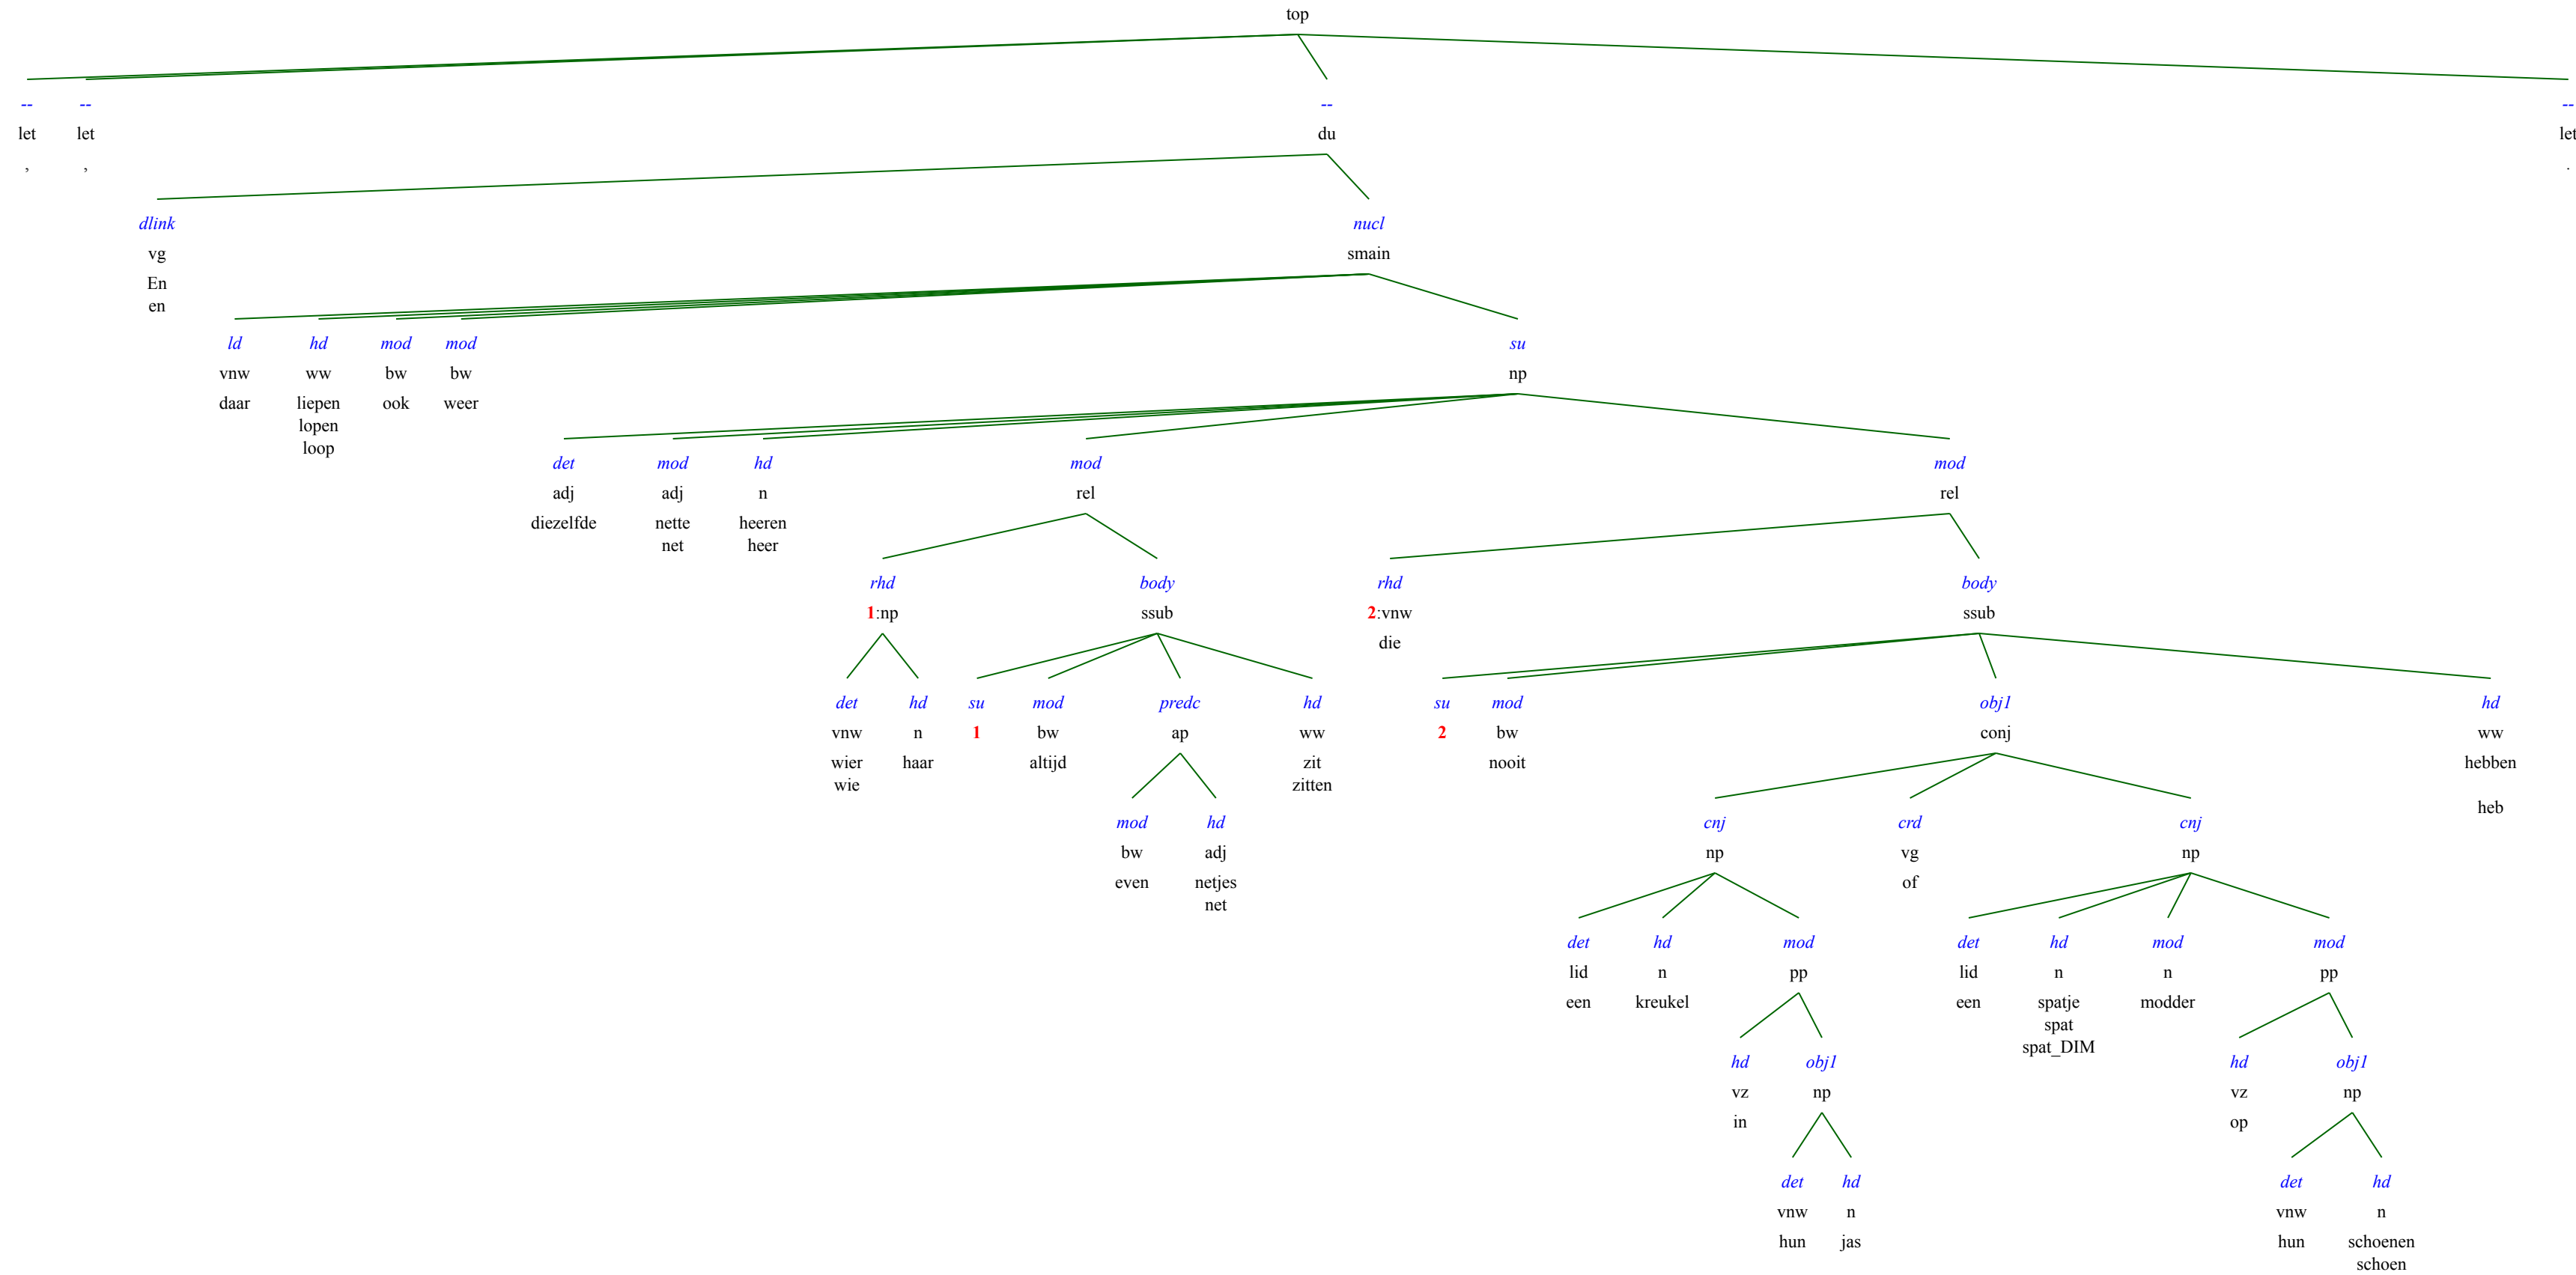 top
-- -- -- --
let let du let
, , .
dlink nucl
vg smain
En
en
ld hd mod mod su
vnw ww bw bw np
daar liepen ook weer
lopen
loop
det mod hd mod mod
adj adj n rel rel
diezelfde nette heeren
net heer
rhd body rhd body
1:np ssub 2:vnw ssub
die
det hd su mod predc hd su mod obj1 hd
vnw n 1 bw ap ww 2 bw conj ww
wier haar altijd zit nooit hebben
wie zitten
heb
mod hd cnj crd cnj
bw adj np vg np
even netjes of
net
det hd mod det hd mod mod
lid n pp lid n n pp
een kreukel een spatje modder
spat
spat_DIM
hd obj1 hd obj1
vz np vz np
in op
det hd det hd
vnw n vnw n
hun jas hun schoenen
schoen